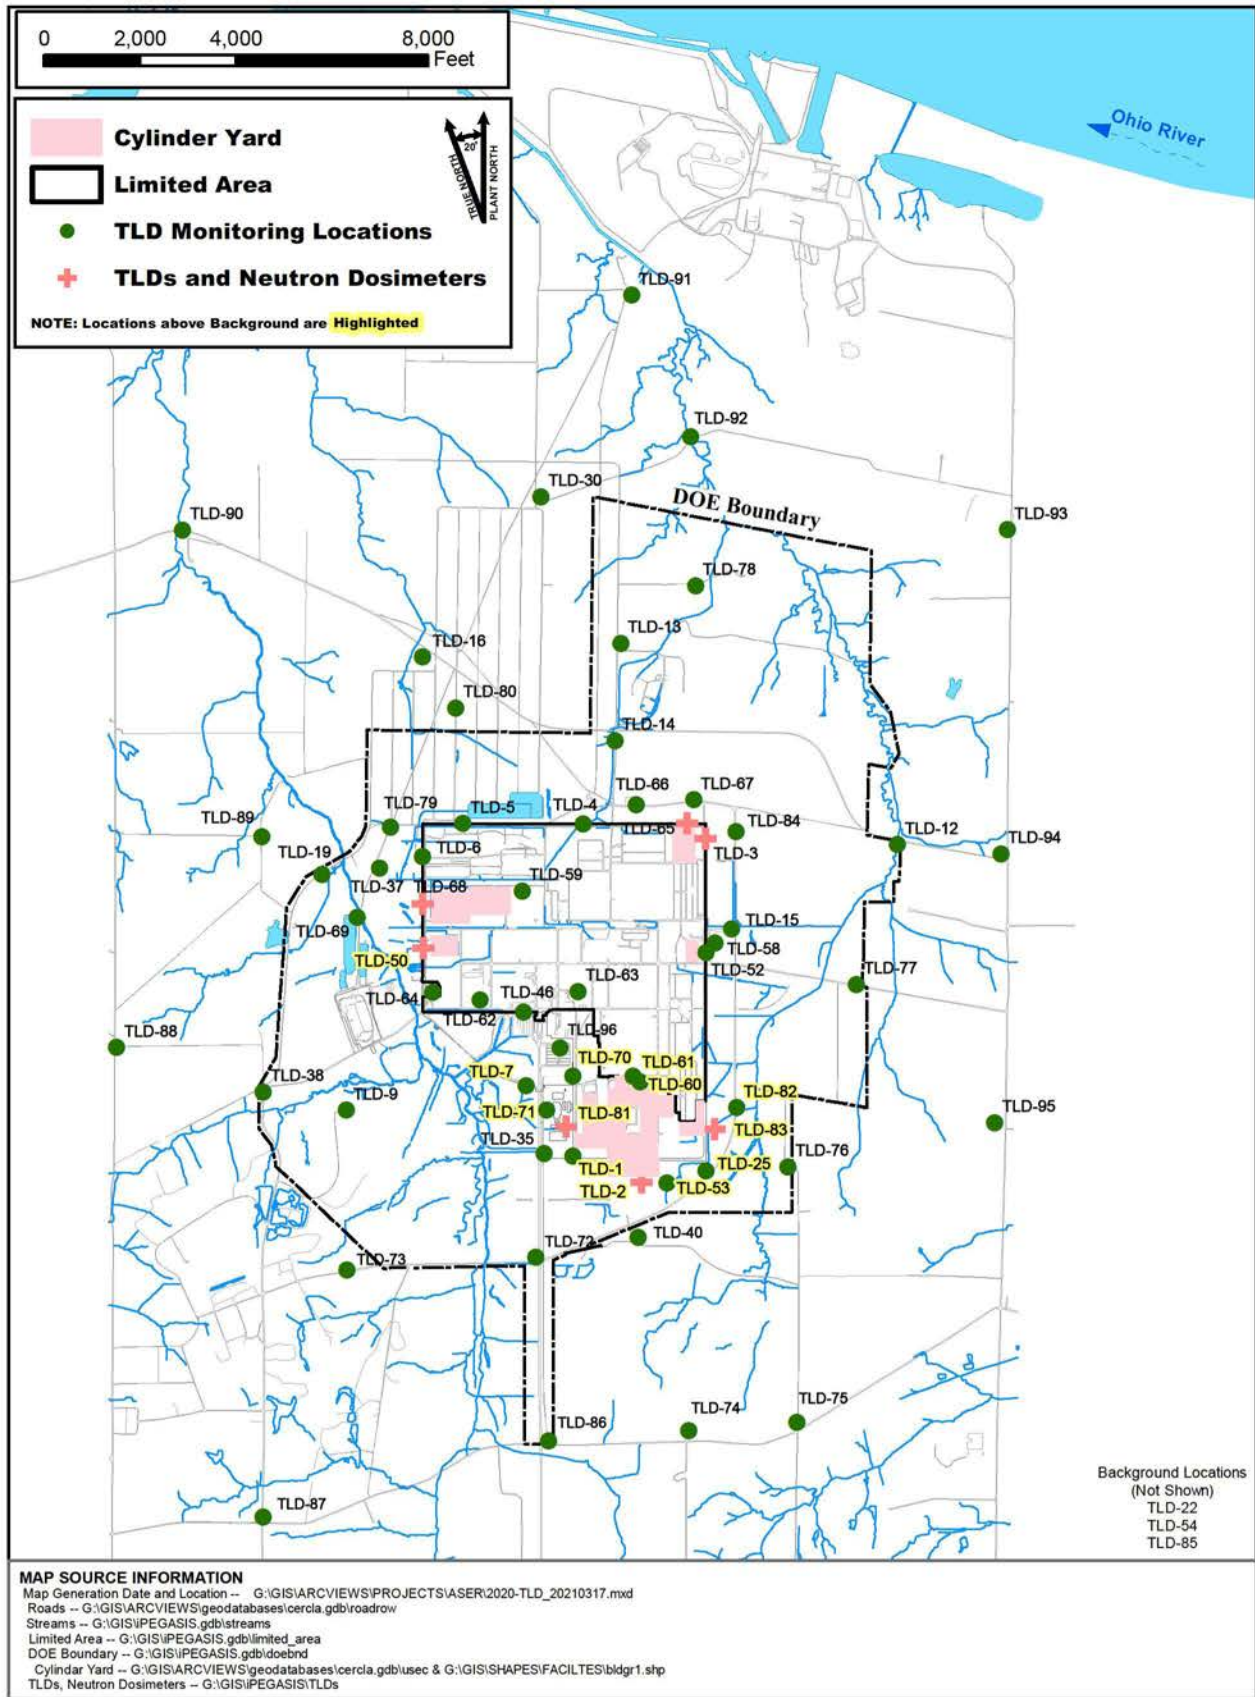 0 2,000 4,000 8,000
Feet
Cylinder Yard
Limited Area
TLD Monitoring Locations
TLDs and Neutron Dosimeters
NOTE: Locations above Background are Highlighted
20°
TRUE NORTH
PLANT NORTH
Ohio River
TLD-91
TLD-92
TLD-30
DOE Boundary
TLD-90
TLD-93
TLD-78
TLD-13
TLD-16
TLD-80
TLD-14
TLD-66
TLD-67
TLD-79
TLD-5
TLD-4
TLD-89
TLD-65
TLD-84
TLD-12
TLD-94
TLD-19
TLD-6
TLD-3
TLD-37
TLD-68
TLD-59
TLD-69
TLD-15
TLD-58
TLD-50
TLD-52
TLD-63
TLD-77
TLD-64
TLD-46
TLD-62
TLD-88
TLD-96
TLD-70
TLD-61
TLD-38
TLD-7
TLD-60
TLD-9
TLD-82
TLD-95
TLD-71
TLD-81
TLD-83
TLD-35
TLD-76
TLD-1
TLD-25
TLD-2
TLD-53
TLD-40
TLD-72
TLD-73
TLD-75
TLD-74
TLD-86
TLD-87
Background Locations
(Not Shown)
TLD-22
TLD-54
TLD-85
MAP SOURCE INFORMATION
Map Generation Date and Location -- G:\GIS\ARCVIEWS\PROJECTS\ASER\2020-TLD_20210317.mxd
Roads -- G:\GIS\ARCVIEWS\geodatabases\cercla.gdb\roadrow
Streams -- G:\GIS\iPEGASIS.gdb\streams
Limited Area -- G:\GIS\iPEGASIS.gdb\limited_area
DOE Boundary -- G:\GIS\iPEGASIS.gdb\doebnd
Cylindar Yard -- G:\GIS\ARCVIEWS\geodatabases\cercla.gdb\usec & G:\GIS\SHAPES\FACILTES\bldgr1.shp
TLDs, Neutron Dosimeters -- G:\GIS\iPEGASIS\TLDs